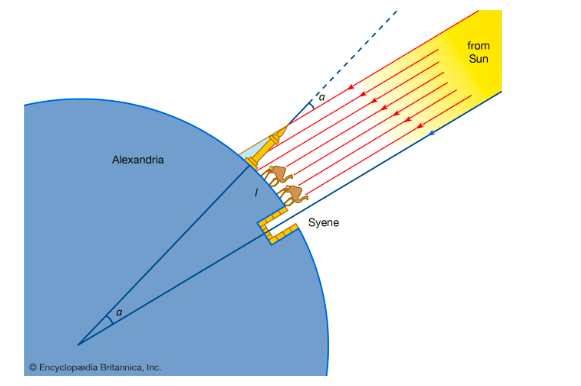 from
Sun
a
Alexandria
l
Syene
a
© Encyclopædia Britannica, Inc.